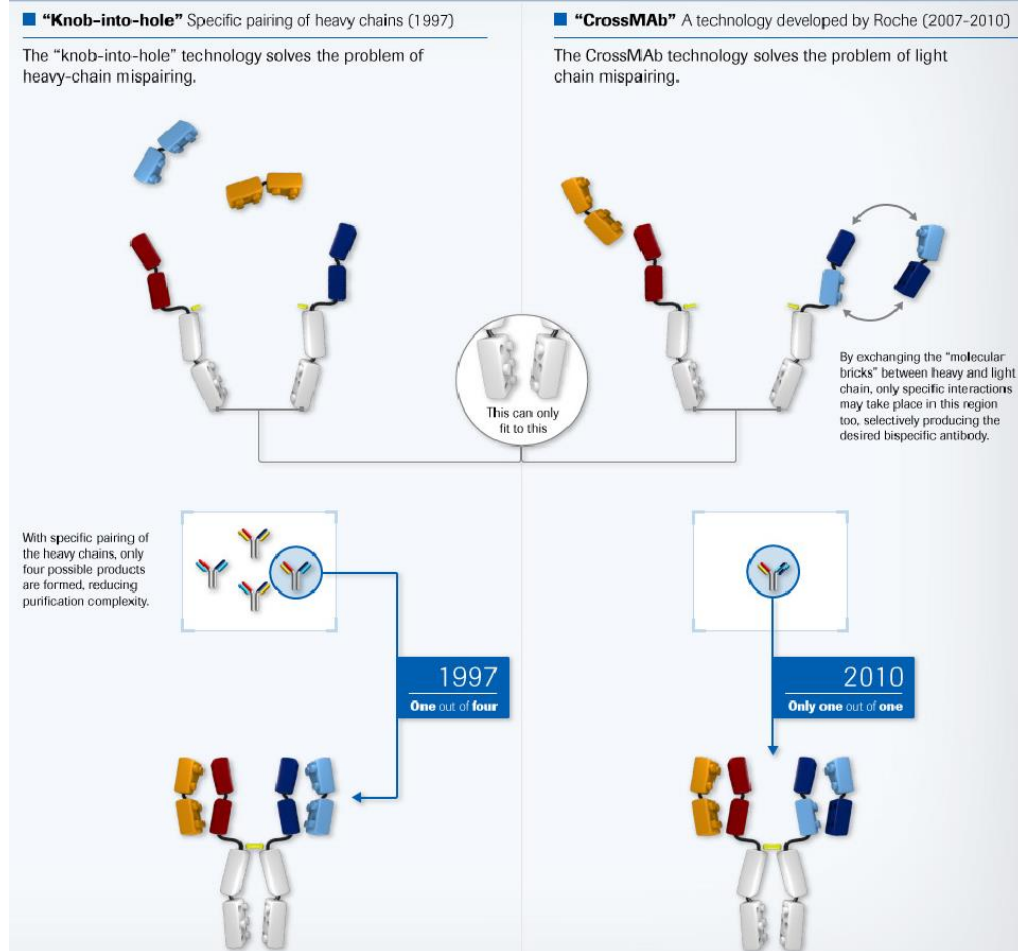 "Knob-into-hole" Specific pairing of heavy chains (1997)
The "knob-into-hole" technology solves the problem of
heavy-chain mispairing.
"CrossMAb" A technology developed by Roche (2007-2010)
The CrossMAb technology solves the problem of light
chain mispairing.
This can only
fit to this
By exchanging the "molecular
bricks" between heavy and light
chain, only specific interactions
may take place in this region
too, selectively producing the
desired bispecific antibody.
With specific pairing of
the heavy chains, only
four possible products
are formed, reducing
purification complexity.
1997
One out of four
2010
Only one out of one